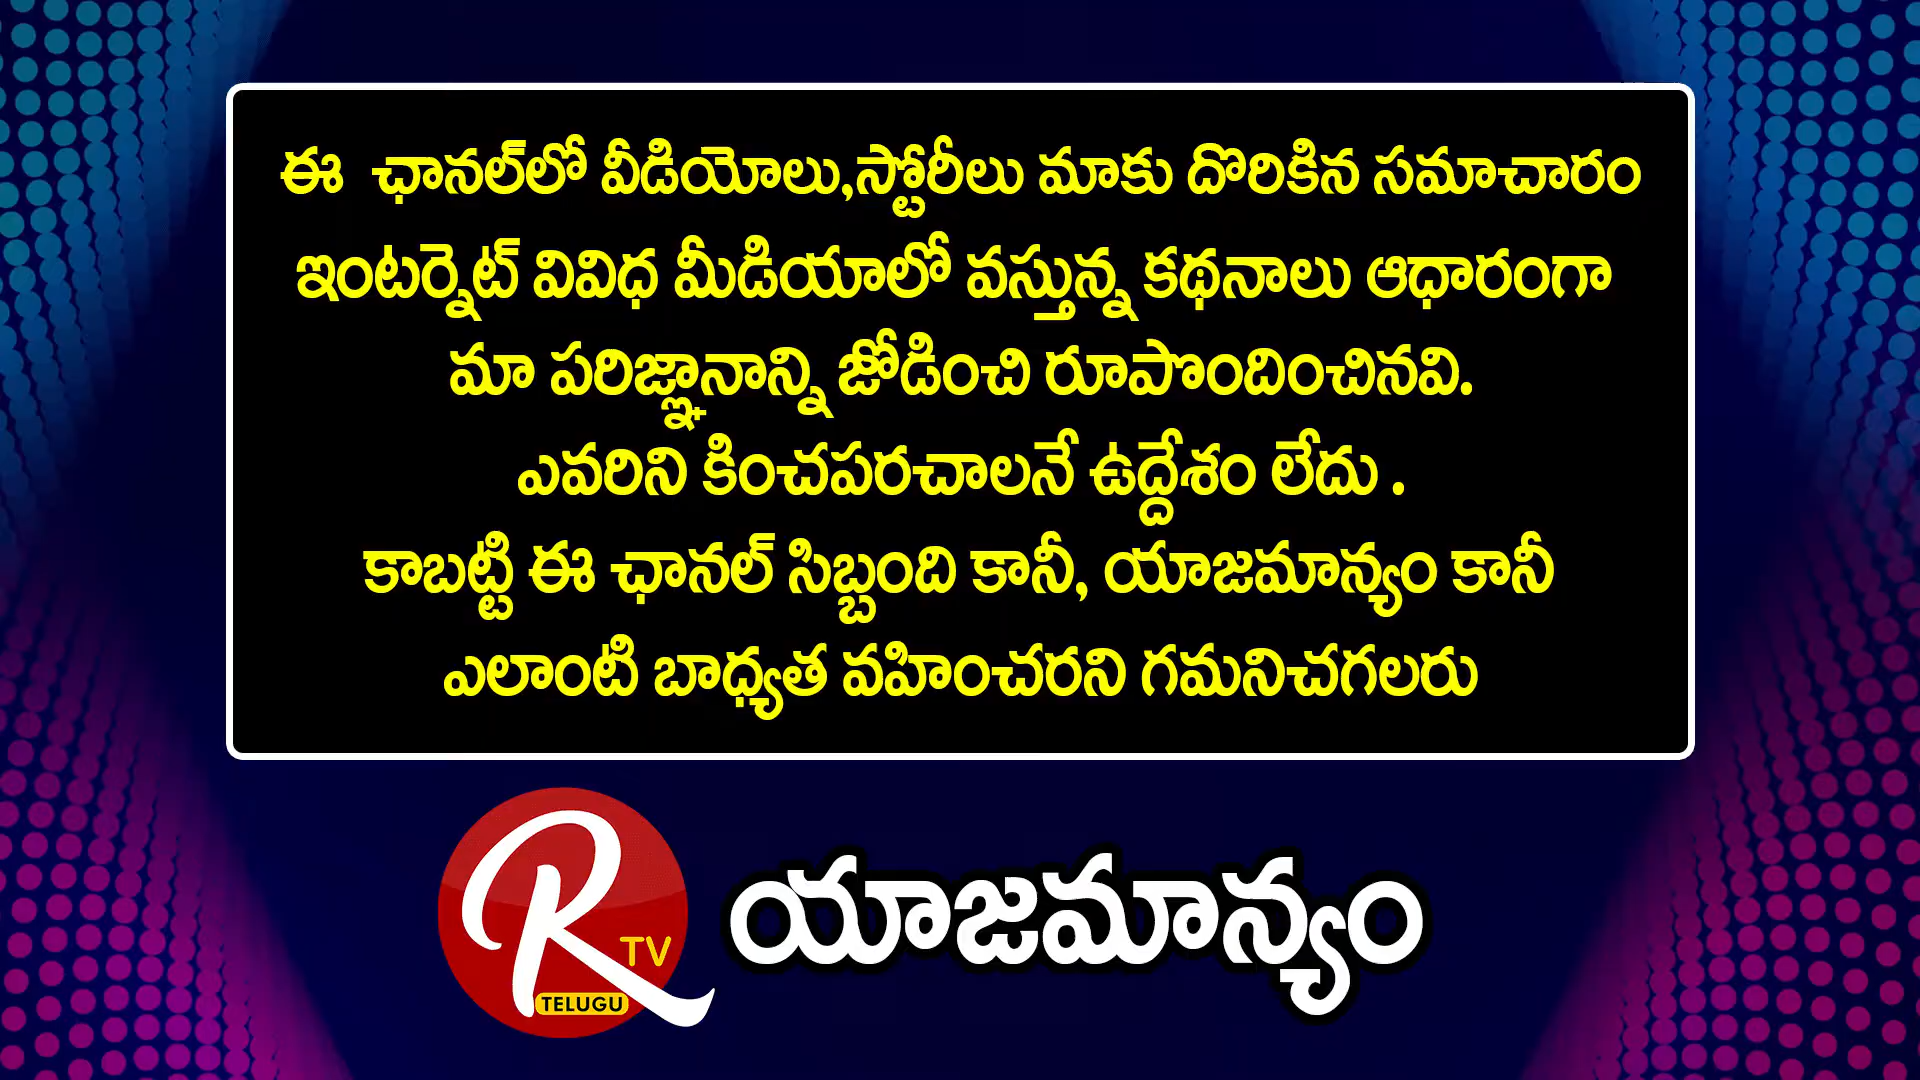 ఈ ఛానల్‌లో వీడియోలు,స్టోరీలు మాకు దొరికిన సమాచారం
ఇంటర్నెట్ వివిధ మీడియాలో వస్తున్న కథనాలు ఆధారంగా
మా పరిజ్ఞానాన్ని జోడించి రూపొందించినవి.
ఎవరిని కించపరచాలనే ఉద్దేశం లేదు .
కాబట్టి ఈ ఛానల్ సిబ్బంది కానీ, యాజమాన్యం కానీ
ఎలాంటి బాధ్యత వహించరని గమనిచగలరు
R TV
TELUGU
యాజమాన్యం